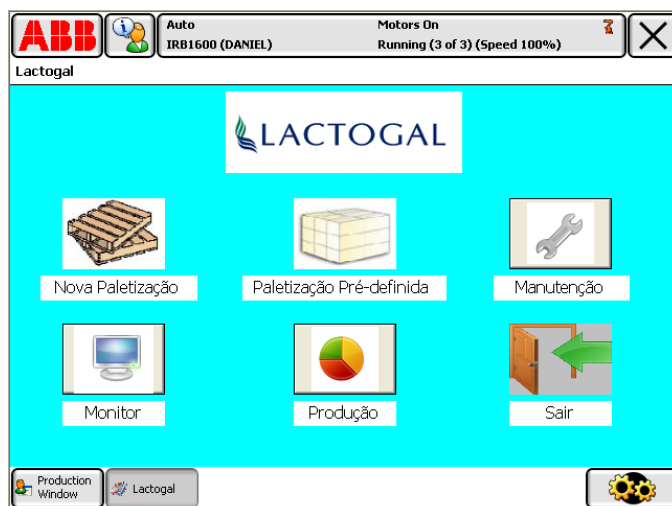 ABB
Auto
IRB1600 (DANIEL)
Motors On
Running (3 of 3) (Speed 100%)
Lactogal
LACTOGAL
Nova Paletização
Paletização Pré-definida
Manutenção
Monitor
Produção
Sair
Production
Window
Lactogal